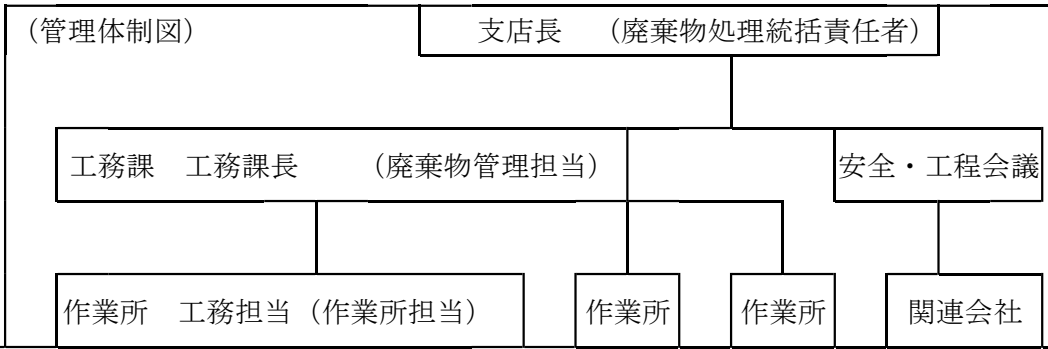 （管理体制図）　支店長　（廃棄物処理統括責任者）
工務課　工務課長　　（廃棄物管理担当）　安全・工程会議
作業所　工務担当（作業所担当）　作業所　作業所　関連会社